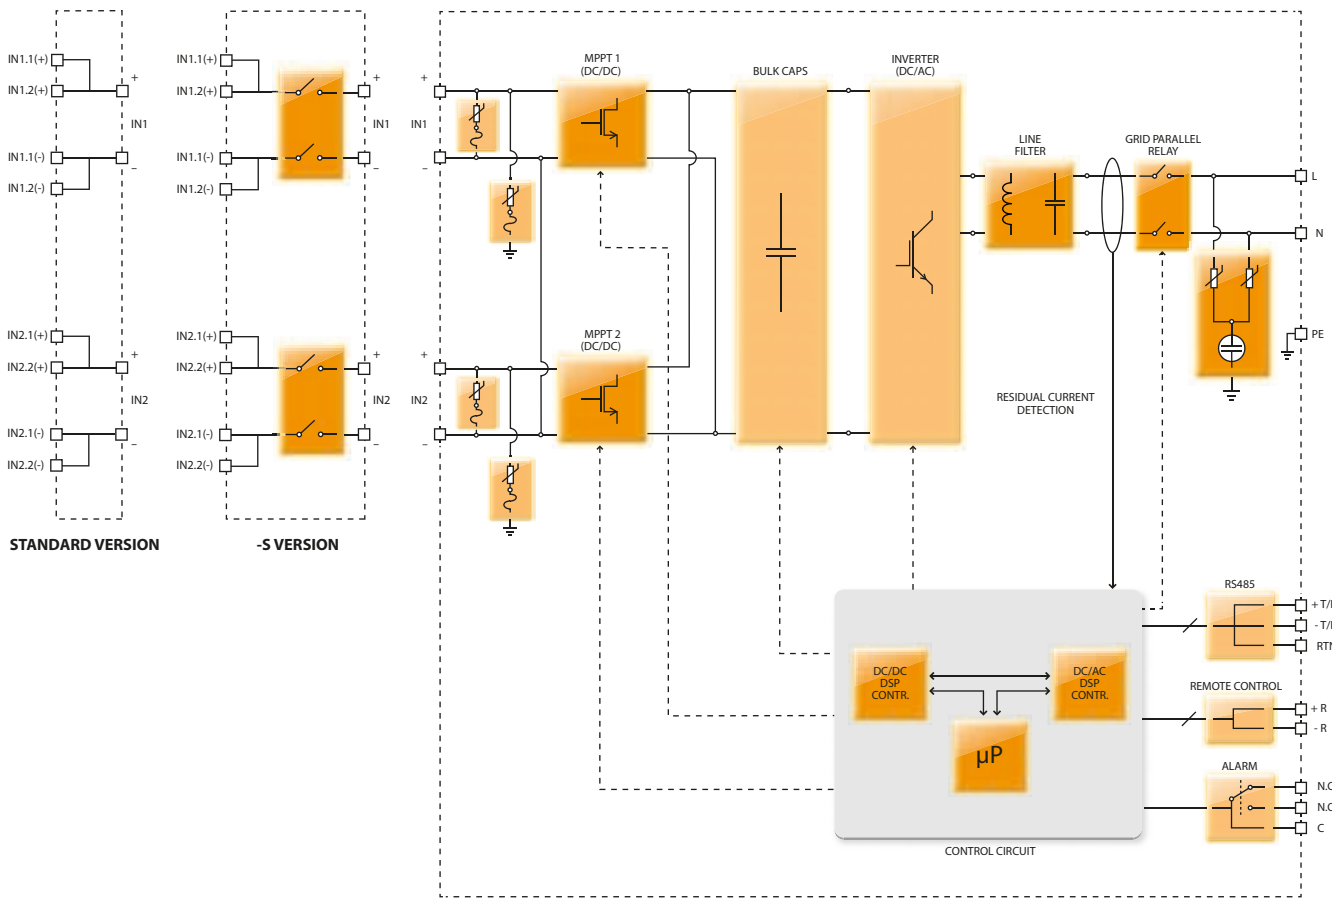 IN1.1(+)
IN1.2(+)
+
IN1
IN1.1(-)
–
IN1.2(-)
IN2.1(+)
+
IN2.2(+)
IN2
IN2.1(-)
–
IN2.2(-)
STANDARD VERSION
IN1.1(+)
IN1.2(+)
+
IN1
IN1.1(-)
–
IN1.2(-)
IN2.1(+)
+
IN2.2(+)
IN2
IN2.1(-)
–
IN2.2(-)
-S VERSION
+
IN1
–
+
IN2
–
MPPT 1
(DC/DC)
MPPT 2
(DC/DC)
BULK CAPS
INVERTER
(DC/AC)
LINE
FILTER
GRID PARALLEL
RELAY
L
N
PE
RESIDUAL CURRENT
DETECTION
DC/DC
DSP
CONTR.
DC/AC
DSP
CONTR.
µP
CONTROL CIRCUIT
RS485
+ T/
- T/
RT
REMOTE CONTROL
+ R
- R
ALARM
N.
N.
C